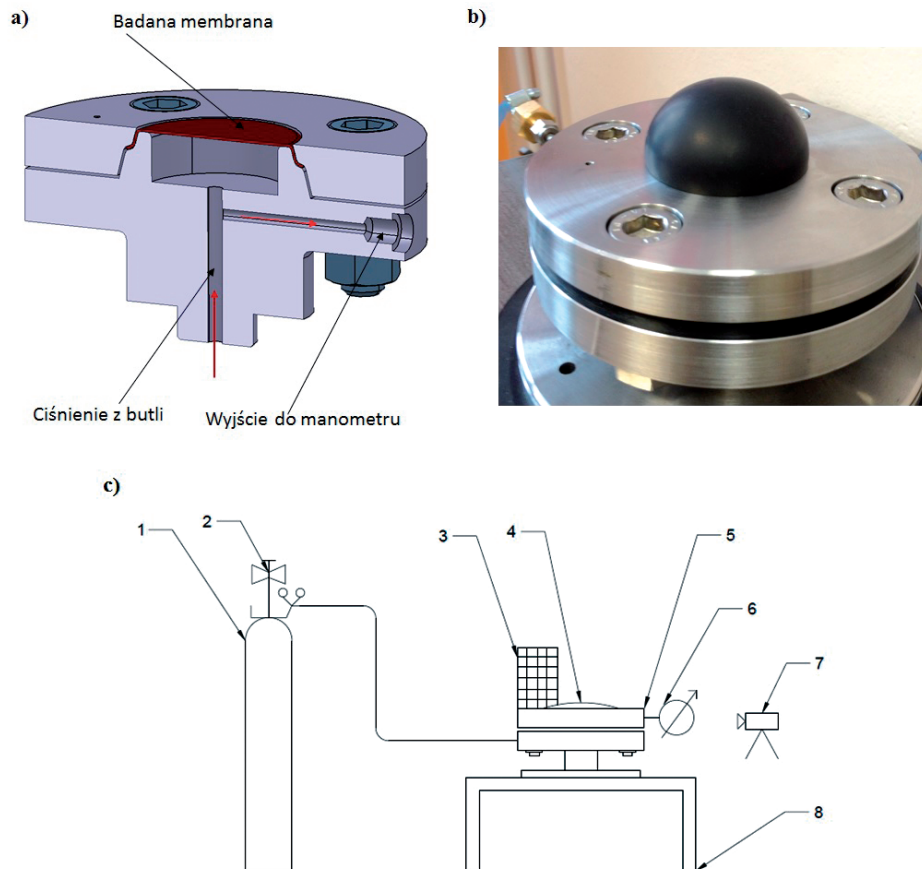 a)
Badana membrana
Ciśnienie z butli
Wyjście do manometru
b)
c)
1
2
3
4
5
6
7
8